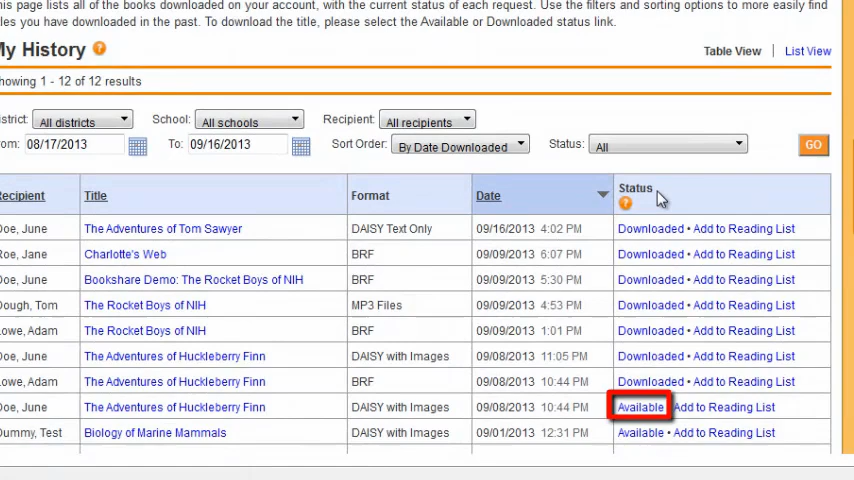 his page lists all of the books downloaded on your account, with the current status of each request. Use the filters and sorting options to more easily find
les you have downloaded in the past. To download the title, please select the Available or Downloaded status link.
My History ? Table View | List View
howing 1 - 12 of 12 results
istrict: All districts School: All schools Recipient: All recipients
rom: 08/17/2013 To: 09/16/2013 Sort Order: By Date Downloaded Status: All GO
ecipient Title Format Date Status ?
Doe, June The Adventures of Tom Sawyer DAISY Text Only 09/16/2013 4:02 PM Downloaded • Add to Reading List
Roe, Jane Charlotte's Web BRF 09/09/2013 6:07 PM Downloaded • Add to Reading List
Doe, June Bookshare Demo: The Rocket Boys of NIH BRF 09/09/2013 5:30 PM Downloaded • Add to Reading List
Dough, Tom The Rocket Boys of NIH MP3 Files 09/09/2013 4:53 PM Downloaded • Add to Reading List
Lowe, Adam The Rocket Boys of NIH BRF 09/09/2013 1:01 PM Downloaded • Add to Reading List
Doe, June The Adventures of Huckleberry Finn DAISY with Images 09/08/2013 11:05 PM Downloaded • Add to Reading List
Lowe, Adam The Adventures of Huckleberry Finn BRF 09/08/2013 10:44 PM Downloaded • Add to Reading List
Doe, June The Adventures of Huckleberry Finn DAISY with Images 09/08/2013 10:44 PM Available Add to Reading List
Dummy, Test Biology of Marine Mammals DAISY with Images 09/01/2013 12:31 PM Available • Add to Reading List